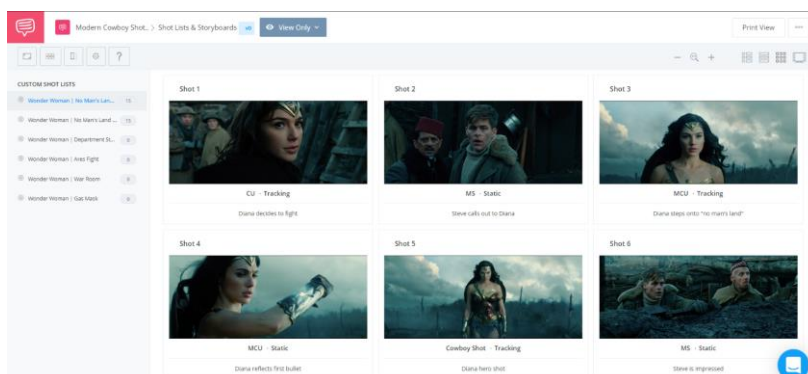 Modern Cowboy Shot.. > Shot Lists & Storyboards
View Only
Print View
?
CUSTOM SHOT LISTS
Wonder Woman | No Man's Lan...
Wonder Woman | No Man's Land ...
Wonder Woman | Department St...
Wonder Woman | Ares Fight
Wonder Woman | War Room
Wonder Woman | Gas Mask
Shot 1
CU · Tracking
Diana decides to fight
Shot 2
MS · Static
Steve calls out to Diana
Shot 3
MCU · Tracking
Diana steps onto "no man's land"
Shot 4
MCU · Static
Diana reflects first bullet
Shot 5
Cowboy Shot · Tracking
Diana hero shot
Shot 6
MS · Static
Steve is impressed